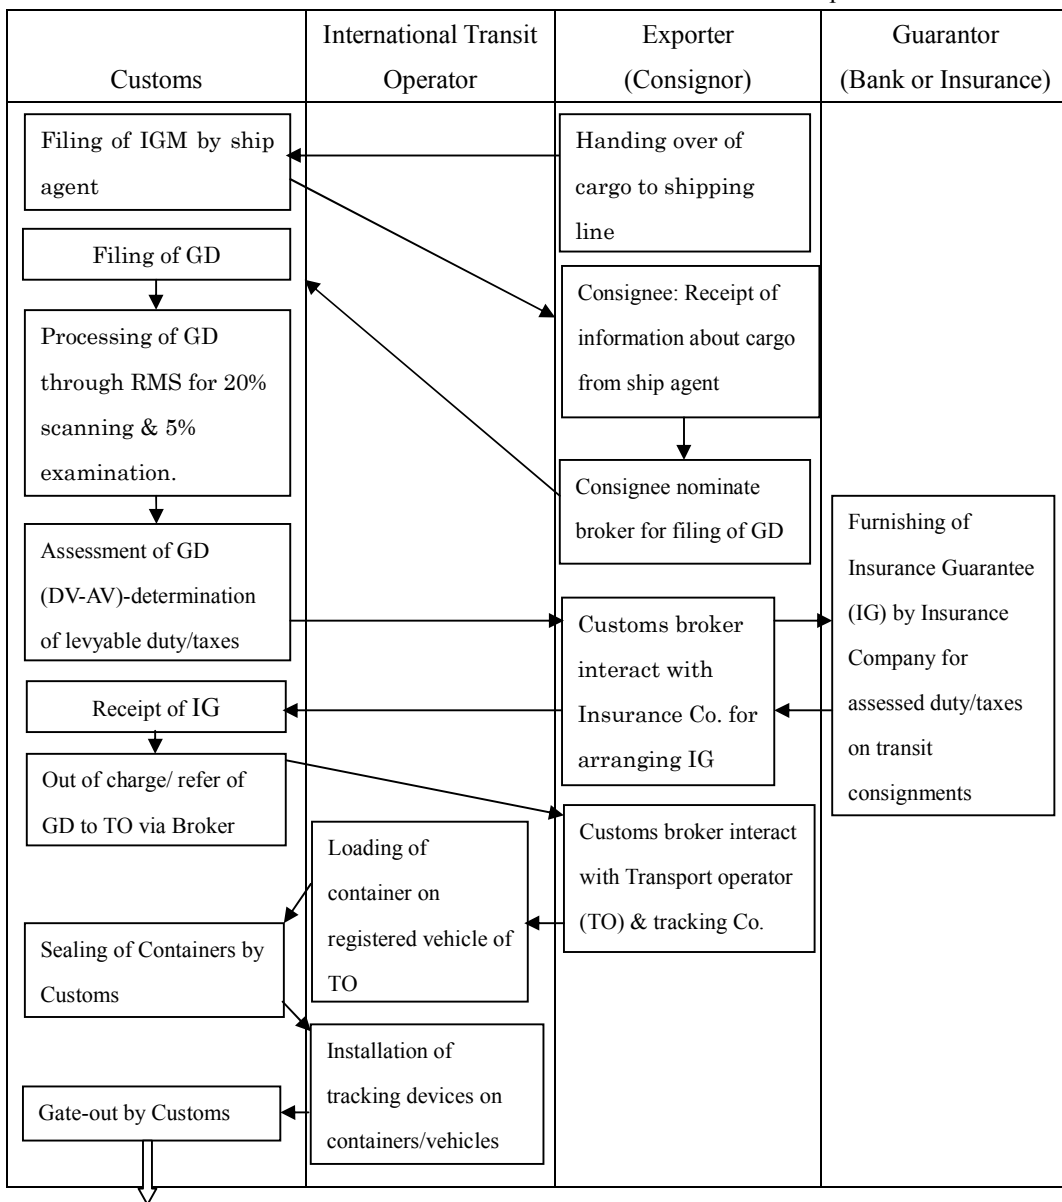 International Transit
Operator
Exporter
(Consignor)
Guarantor
(Bank or Insurance)
Customs
Filing of IGM by ship
agent
Handing over of
cargo to shipping
line
Filing of GD
Consignee: Receipt of
information about cargo
from ship agent
Processing of GD
through RMS for 20%
scanning & 5%
examination.
Consignee nominate
broker for filing of GD
Furnishing of
Insurance Guarantee
(IG) by Insurance
Company for
assessed duty/taxes
on transit
consignments
Assessment of GD
(DV-AV)-determination
of levyable duty/taxes
Customs broker
interact with
Insurance Co. for
arranging IG
Receipt of IG
Out of charge/ refer of
GD to TO via Broker
Customs broker interact
with Transport operator
(TO) & tracking Co.
Loading of
container on
registered vehicle of
TO
Sealing of Containers by
Customs
Installation of
tracking devices on
containers/vehicles
Gate-out by Customs